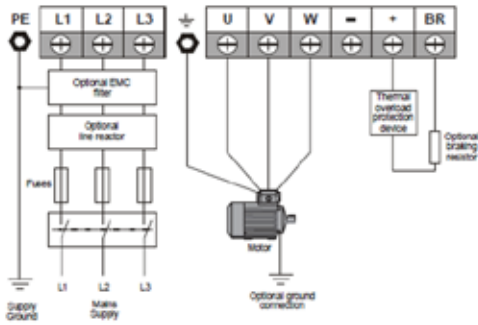 PE L1 L2 L3 U V W - + BR
Optional EMC
filter
Optional
line reactor
Fuses
L1 L2 L3
Supply
Ground
Mains
Supply
Motor
Optional ground
connection
Thermal
overload
protection
device
Optional
braking
resistor